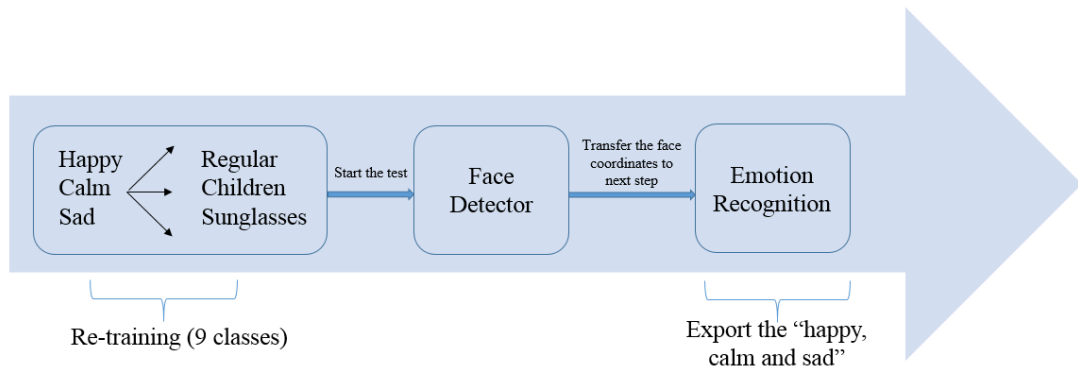 Happy
Calm
Sad
Regular
Children
Sunglasses
Start the test
Face
Detector
Transfer the face
coordinates to
next step
Emotion
Recognition
Re-training (9 classes)
Export the “happy,
calm and sad”